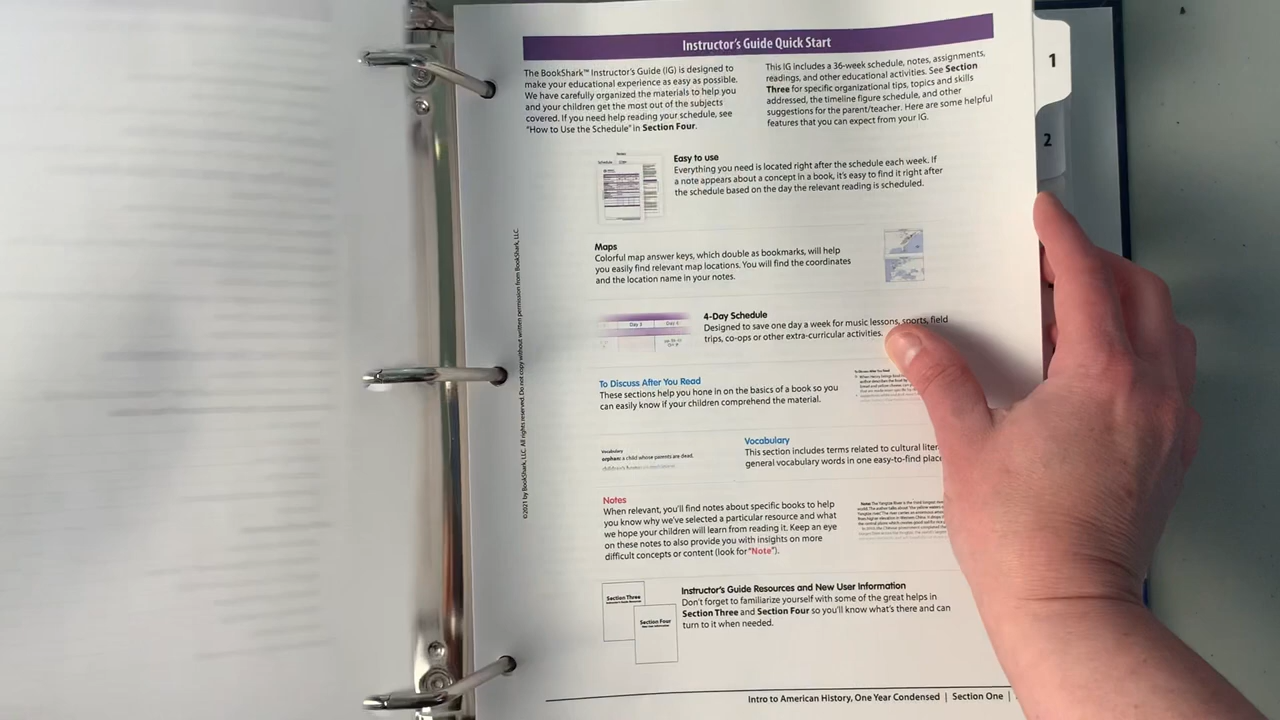 Instructor's Guide Quick Start
The BookShark™ Instructor's Guide (IG) is designed to
make your educational experience as easy as possible.
We have carefully organized the materials to help you
and your children get the most out of the subjects
covered. If you need help reading your schedule, see
"How to Use the Schedule" in Section Four.
This IG includes a 36-week schedule, notes, assignments,
readings, and other educational activities. See Section
Three for specific organizational tips, topics and skills
addressed, the timeline figure schedule, and other
suggestions for the parent/teacher. Here are some helpful
features that you can expect from your IG.
Easy to use
Everything you need is located right after the schedule each week. If
a note appears about a concept in a book, it's easy to find it right after
the schedule based on the day the relevant reading is scheduled.
Maps
Colorful map answer keys, which double as bookmarks, will help
you easily find relevant map locations. You will find the coordinates
and the location name in your notes.
4-Day Schedule
Designed to save one day a week for music lessons, sports, field
trips, co-ops or other extra-curricular activities.
Day 3
Day 4
To Discuss After You Read
These sections help you hone in on the basics of a book so you
can easily know if your children comprehend the material.
To Discuss After You Read
Vocabulary
orphan: a child whose parents are dead.
Vocabulary
This section includes terms related to cultural liter
general vocabulary words in one easy-to-find plac
Notes
When relevant, you'll find notes about specific books to help
you know why we've selected a particular resource and what
we hope your children will learn from reading it. Keep an eye
on these notes to also provide you with insights on more
difficult concepts or content (look for "Note").
Section Three
Section Four
Instructor's Guide Resources and New User Information
Don't forget to familiarize yourself with some of the great helps in
Section Three and Section Four so you'll know what's there and can
turn to it when needed.
©2021 by BookShark, LLC. All rights reserved. Do not copy without written permission from BookShark, LLC.
Intro to American History, One Year Condensed | Section One |
1
2